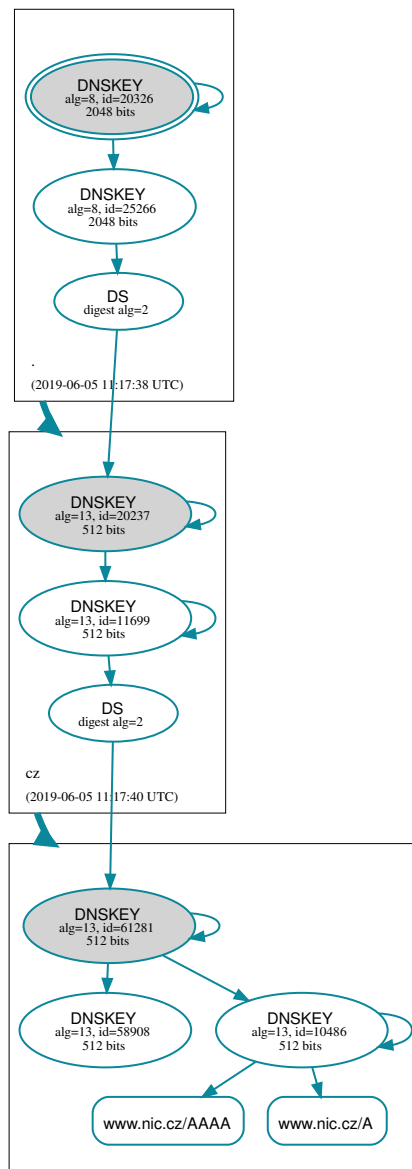 DNSKEY
alg=8, id=20326
2048 bits
DNSKEY
alg=8, id=25266
2048 bits
DS
digest alg=2
.
(2019-06-05 11:17:38 UTC)
DNSKEY
alg=13, id=20237
512 bits
DNSKEY
alg=13, id=11699
512 bits
DS
digest alg=2
cz
(2019-06-05 11:17:40 UTC)
DNSKEY
alg=13, id=61281
512 bits
DNSKEY
alg=13, id=58908
512 bits
DNSKEY
alg=13, id=10486
512 bits
www.nic.cz/AAAA
www.nic.cz/A